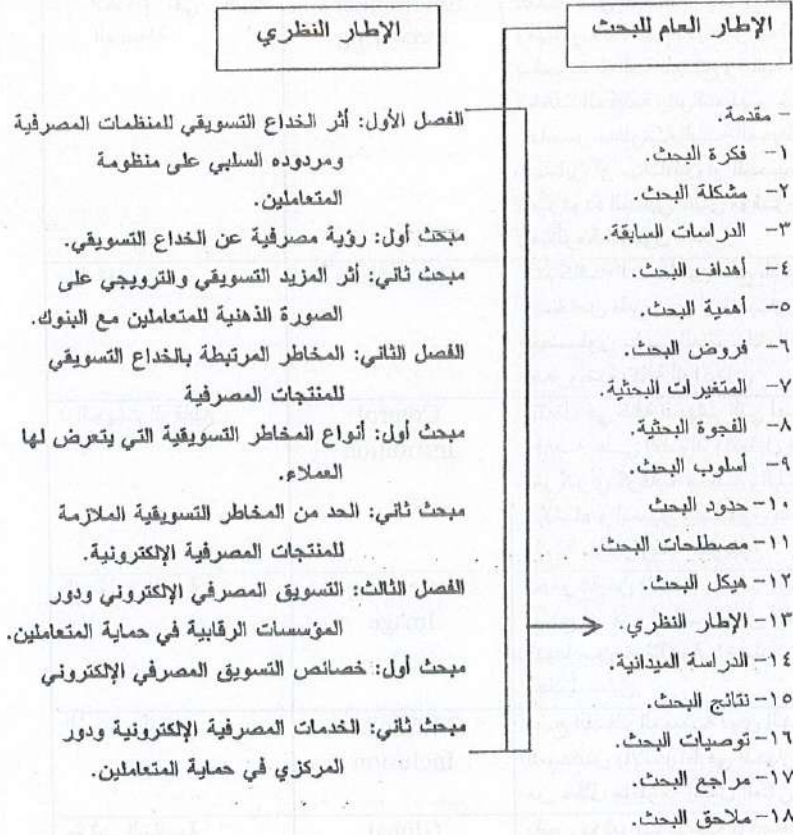 الإطار العام للبحث
- مقدمة.
١- فكرة البحث.
٢- مشكلة البحث.
٣- الدراسات السابقة.
٤- أهداف البحث.
٥- أهمية البحث.
٦- فروض البحث.
٧- المتغيرات البحثية.
٨- الفجوة البحثية.
٩- أسلوب البحث.
١٠- حدود البحث
١١- مصطلحات البحث.
١٢- هيكل البحث.
١٣- الإطار النظري.
١٤- الدراسة الميدانية.
١٥- نتائج البحث.
١٦- توصيات البحث.
١٧- مراجع البحث.
١٨- ملاحق البحث.
الإطار النظري
الفصل الأول: أثر الخداع التسويقي للمنظمات المصرفية
ومردوده السلبي على منظومة
المتعاملين.
مبحث أول: رؤية مصرفية عن الخداع التسويقي.
مبحث ثاني: أثر المزيد التسويقي والترويجي على
الصورة الذهنية للمتعاملين مع البنوك.
الفصل الثاني: المخاطر المرتبطة بالخداع التسويقي
للمنتجات المصرفية
مبحث أول: أنواع المخاطر التسويقية التي يتعرض لها
العملاء.
مبحث ثاني: الحد من المخاطر التسويقية الملازمة
للمنتجات المصرفية الإلكترونية.
الفصل الثالث: التسويق المصرفي الإلكتروني ودور
المؤسسات الرقابية في حماية المتعاملين.
مبحث أول: خصائص التسويق المصرفي الإلكتروني
مبحث ثاني: الخدمات المصرفية الإلكترونية ودور
المركزي في حماية المتعاملين.